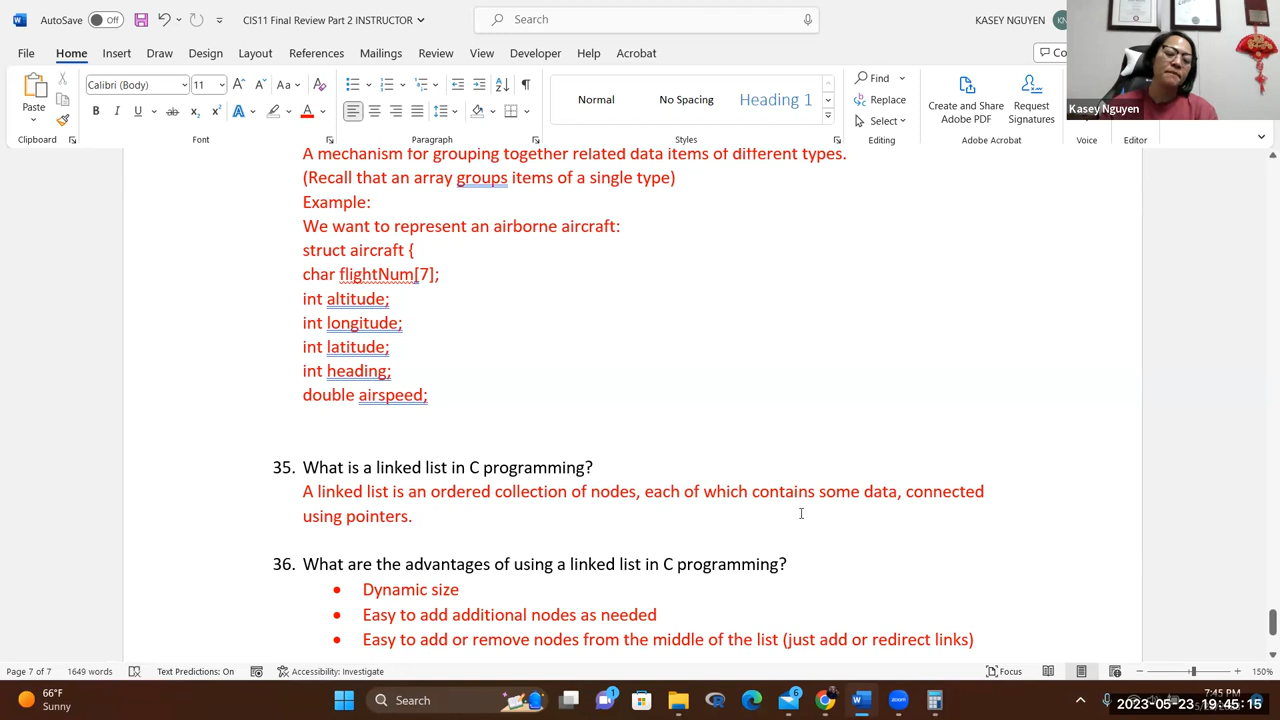 AutoSave Off CIS11 Final Review Part 2 INSTRUCTOR Search KASEY NGUYEN KN
File Home Insert Draw Design Layout References Mailings Review View Developer Help Acrobat
Paste Calibri (Body) 11 Normal No Spacing Heading 1 Find Replace Select Create and Share Adobe PDF Request Signatures
Kasey Nguyen
Clipboard Font Paragraph Styles Editing Adobe Acrobat Voice Editor
A mechanism for grouping together related data items of different types.
(Recall that an array groups items of a single type)
Example:
We want to represent an airborne aircraft:
struct aircraft {
char flightNum[7];
int altitude;
int longitude;
int latitude;
int heading;
double airspeed;
35. What is a linked list in C programming?
A linked list is an ordered collection of nodes, each of which contains some data, connected
using pointers.
36. What are the advantages of using a linked list in C programming?
• Dynamic size
• Easy to add additional nodes as needed
• Easy to add or remove nodes from the middle of the list (just add or redirect links)
Page 7 of 7 1649 words Text Predictions: On Accessibility: Investigate Focus 150%
66°F
Sunny
Search
7:45 PM
2023-05-23 19:45:15